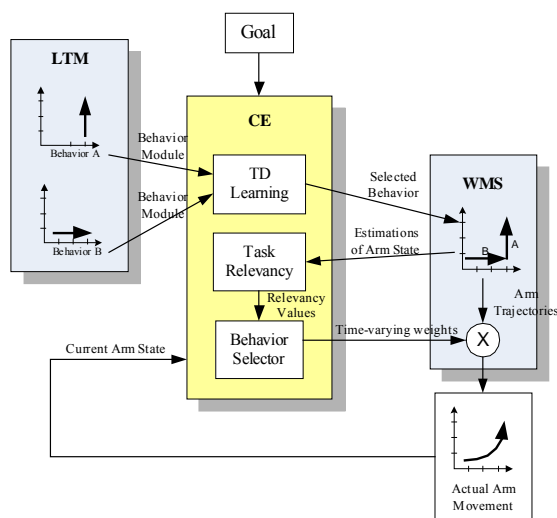 Goal
LTM
Behavior A
Behavior B
Behavior
Module
Behavior
Module
CE
TD
Learning
Task
Relevancy
Relevancy
Values
Behavior
Selector
Selected
Behavior
Estimations
of Arm State
WMS
B
A
Arm
Trajectories
Time-varying weights
X
Current Arm State
Actual Arm
Movement